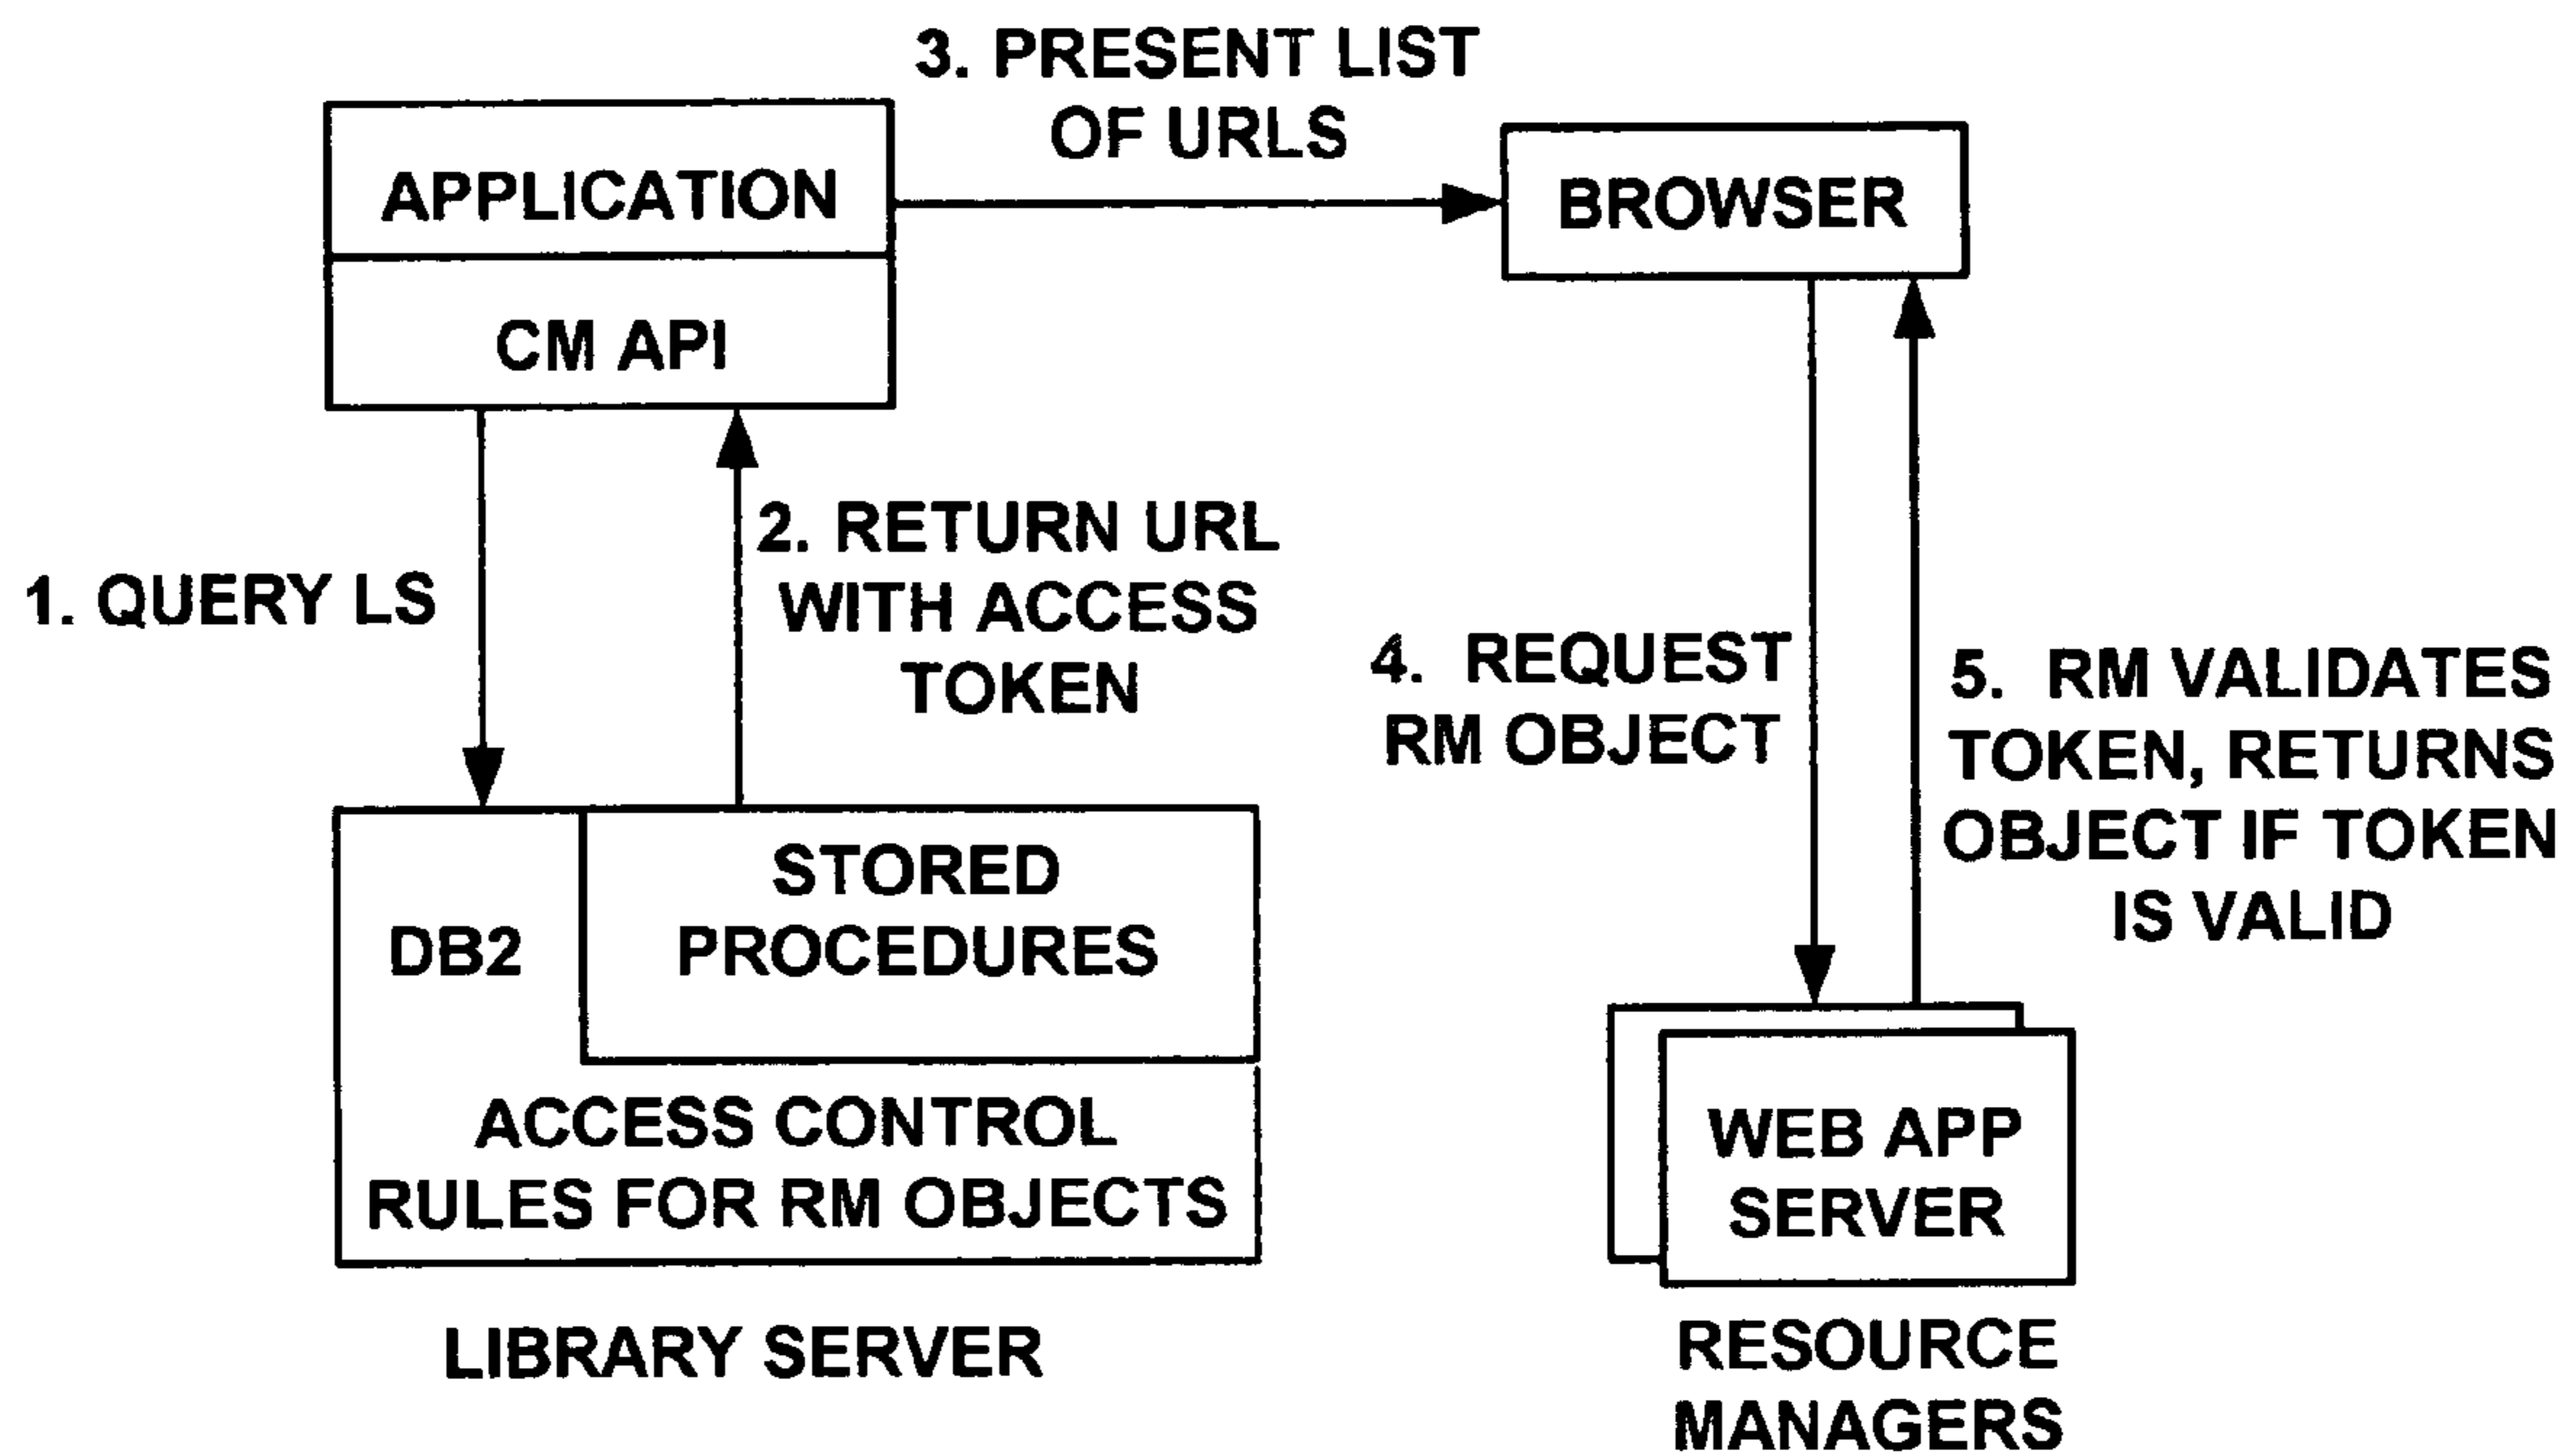 3. PRESENT LIST
OF URLS
APPLICATION
CM API
BROWSER
1. QUERY LS
2. RETURN URL
WITH ACCESS
TOKEN
4. REQUEST
RM OBJECT
5. RM VALIDATES
TOKEN, RETURNS
OBJECT IF TOKEN
IS VALID
DB2
STORED
PROCEDURES
ACCESS CONTROL
RULES FOR RM OBJECTS
LIBRARY SERVER
WEB APP
SERVER
RESOURCE
MANAGERS